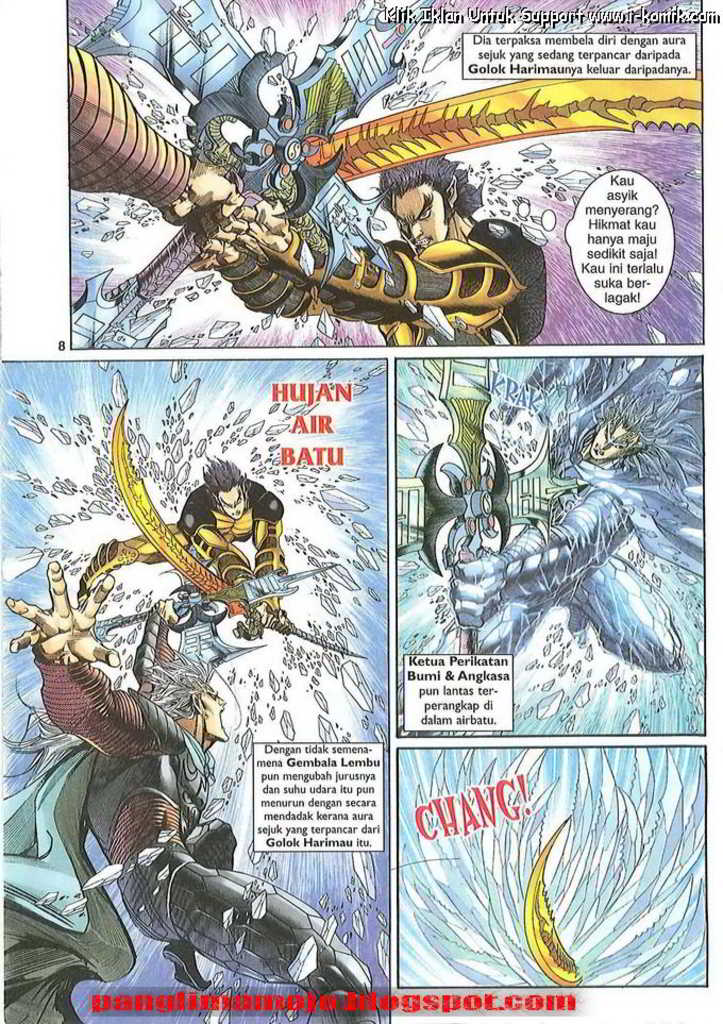 Klik Iklan Untuk Support www.i-komik.com
Dia terpaksa membela diri dengan aura
sejuk yang sedang terpancar daripada
Golok Harimaunya keluar daripadanya.
Kau
asyik
menyerang?
Hikmat kau
hanya maju
sedikit saja!
Kau ini terlalu
suka ber-
lagak!
8
HUJAN
AIR
BATU
KRAK
Ketua Perikatan
Bumi & Angkasa
pun lantas ter-
perangkap di
dalam airbatu.
Dengan tidak semena-
mena Gembala Lembu
pun mengubah jurusnya
dan suhu udara itu pun
menurun dengan secara
mendadak kerana aura
sejuk yang terpancar dari
Golok Harimau itu.
CHANG!
panglimamoja.blogspot.com